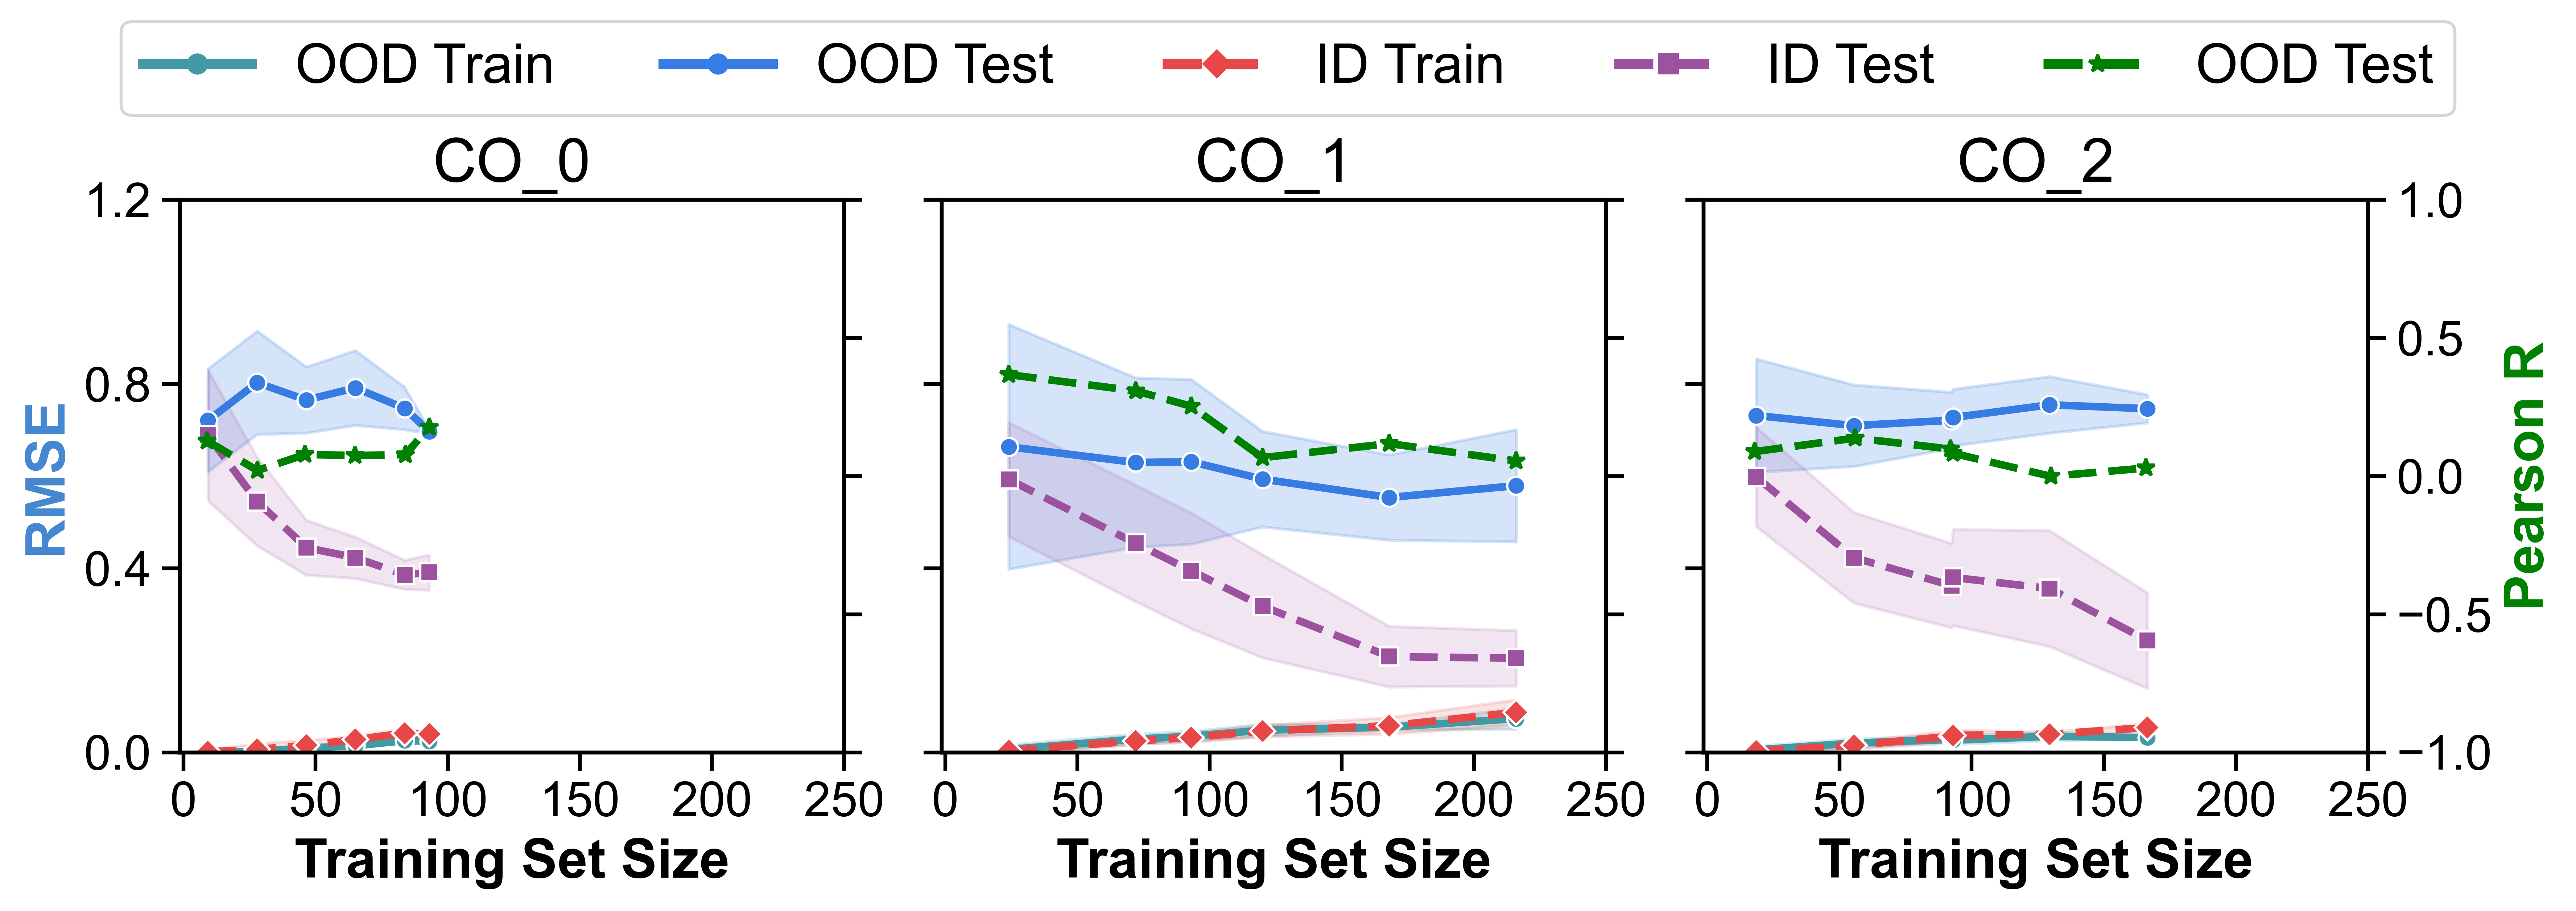 OOD Train OOD Test ID Train ID Test OOD Test
CO_0 CO_1 CO_2
1.2 1.0
0.5
0.8
RMSE 0.0 Pearson R
0.4
−0.5
0.0 −1.0
0 50 100 150 200 250 0 50 100 150 200 250 0 50 100 150 200 250
Training Set Size Training Set Size Training Set Size